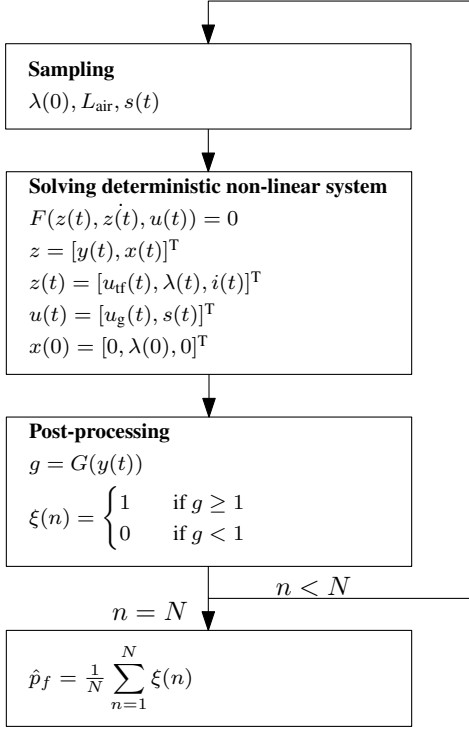 Sampling
λ(0), L_air, s(t)
Solving deterministic non-linear system
F(z(t), ż(t), u(t)) = 0
z = [y(t), x(t)]^T
z(t) = [u_tf(t), λ(t), i(t)]^T
u(t) = [u_g(t), s(t)]^T
x(0) = [0, λ(0), 0]^T
Post-processing
g = G(y(t))
ξ(n) = { 1 if g ≥ 1
0 if g < 1
n < N
n = N
p̂_f = 1/N ∑_{n=1}^{N} ξ(n)